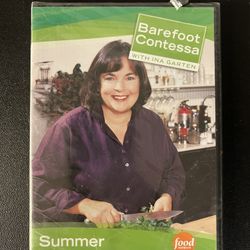 Barefoot
Contessa
WITH INA GARTEN
Summer
food